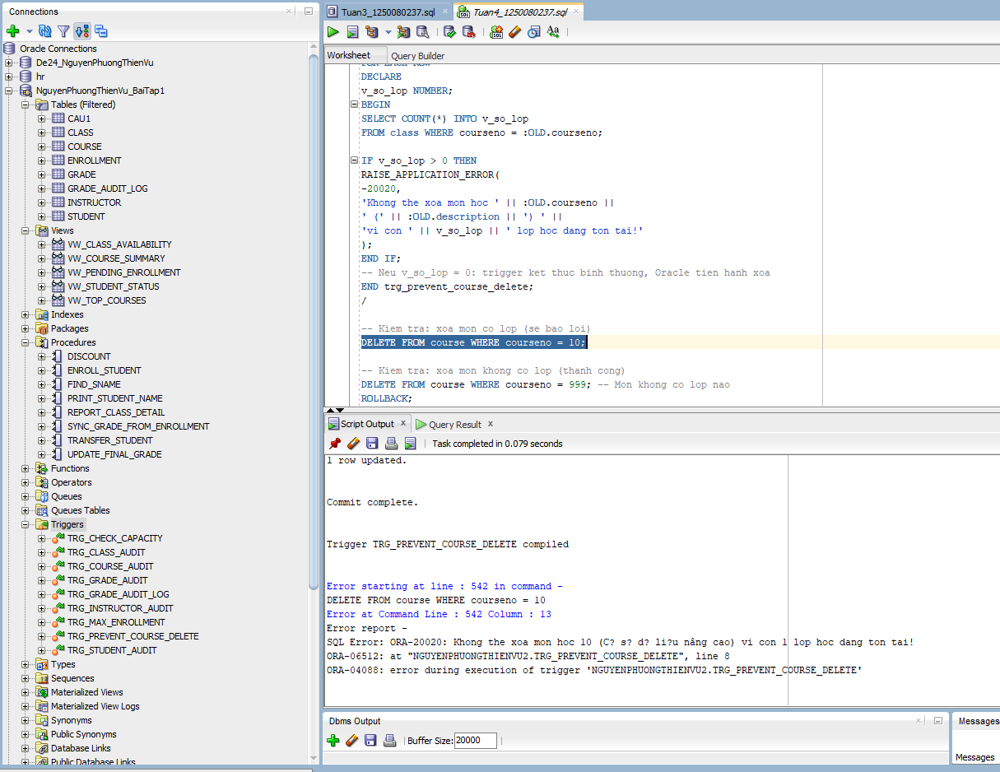 Connections
Oracle Connections
De24_NguyenPhuongThienVu
hr
NguyenPhuongThienVu_BaiTap1
Tables (Filtered)
CAU1
CLASS
COURSE
ENROLLMENT
GRADE
GRADE_AUDIT_LOG
INSTRUCTOR
STUDENT
Views
VW_CLASS_AVAILABILITY
VW_COURSE_SUMMARY
VW_PENDING_ENROLLMENT
VW_STUDENT_STATUS
VW_TOP_COURSES
Indexes
Packages
Procedures
DISCOUNT
ENROLL_STUDENT
FIND_SNAME
PRINT_STUDENT_NAME
REPORT_CLASS_DETAIL
SYNC_GRADE_FROM_ENROLLMENT
TRANSFER_STUDENT
UPDATE_FINAL_GRADE
Functions
Operators
Queues
Queues Tables
Triggers
TRG_CHECK_CAPACITY
TRG_CLASS_AUDIT
TRG_COURSE_AUDIT
TRG_GRADE_AUDIT
TRG_GRADE_AUDIT_LOG
TRG_INSTRUCTOR_AUDIT
TRG_MAX_ENROLLMENT
TRG_PREVENT_COURSE_DELETE
TRG_STUDENT_AUDIT
Types
Sequences
Materialized Views
Materialized View Logs
Synonyms
Public Synonyms
Database Links
Public Database Links
Tuan3_1250080237.sql
Tuan4_1250080237.sql
Worksheet
Query Builder
FOR EACH ROW
DECLARE
v_so_lop NUMBER;
BEGIN
SELECT COUNT(*) INTO v_so_lop
FROM class WHERE courseno = :OLD.courseno;
IF v_so_lop > 0 THEN
RAISE_APPLICATION_ERROR(
-20020,
'Khong the xoa mon hoc ' || :OLD.courseno ||
' (' || :OLD.description || ') ' ||
'vi con ' || v_so_lop || ' lop hoc dang ton tai!'
);
END IF;
-- Neu v_so_lop = 0: trigger ket thuc binh thuong, Oracle tien hanh xoa
END trg_prevent_course_delete;
/
-- Kiem tra: xoa mon co lop (se bao loi)
DELETE FROM course WHERE courseno = 10;
-- Kiem tra: xoa mon khong co lop (thanh cong)
DELETE FROM course WHERE courseno = 999; -- Mon khong co lop nao
ROLLBACK;
Script Output
Query Result
Task completed in 0.079 seconds
1 row updated.
Commit complete.
Trigger TRG_PREVENT_COURSE_DELETE compiled
Error starting at line : 542 in command -
DELETE FROM course WHERE courseno = 10
Error at Command Line : 542 Column : 13
Error report -
SQL Error: ORA-20020: Khong the xoa mon hoc 10 (C? s? d? li?u nâng cao) vi con 1 lop hoc dang ton tai!
ORA-06512: at "NGUYENPHUONGTHIENVU2.TRG_PREVENT_COURSE_DELETE", line 8
ORA-04088: error during execution of trigger 'NGUYENPHUONGTHIENVU2.TRG_PREVENT_COURSE_DELETE'
Dbms Output
Buffer Size: 20000
Messages
Messages